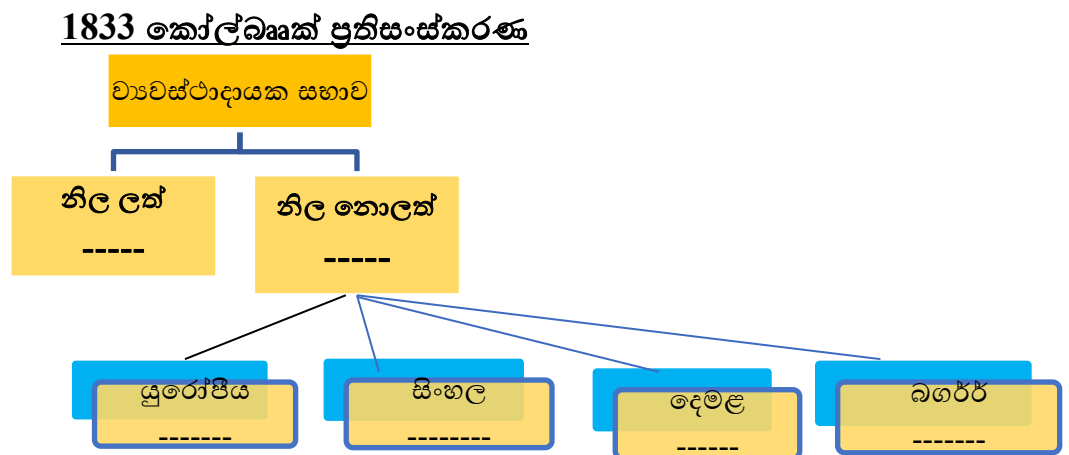 1833 කෝල්බෲක් ප්‍රතිසංස්කරණ
ව්‍යවස්ථාදායක සභාව
නිල ලත්
-----
නිල නොලත්
-----
යුරෝපීය
-------
සිංහල
--------
දෙමළ
------
බගර්ර්
-------